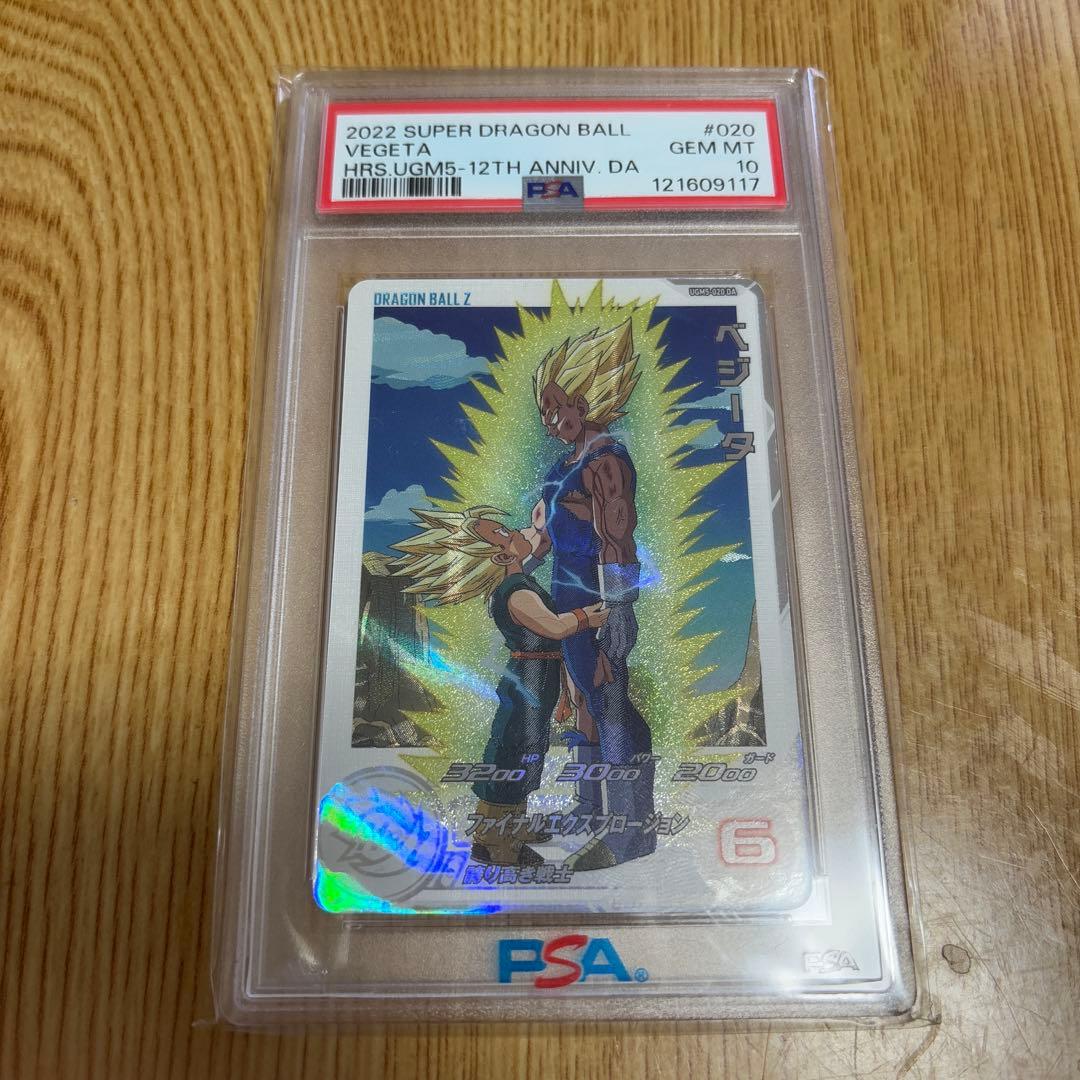 2022 SUPER DRAGON BALL #020
VEGETA GEM MT
HRS.UGM5-12TH ANNIV. DA 10
PSA 121609117
DRAGON BALL Z UGM5-020 DA
ベジータ
HP パワー ガード
3200 3000 2000
ファイナルエクスプロージョン
6
誇り高き戦士
PSA®
PSA